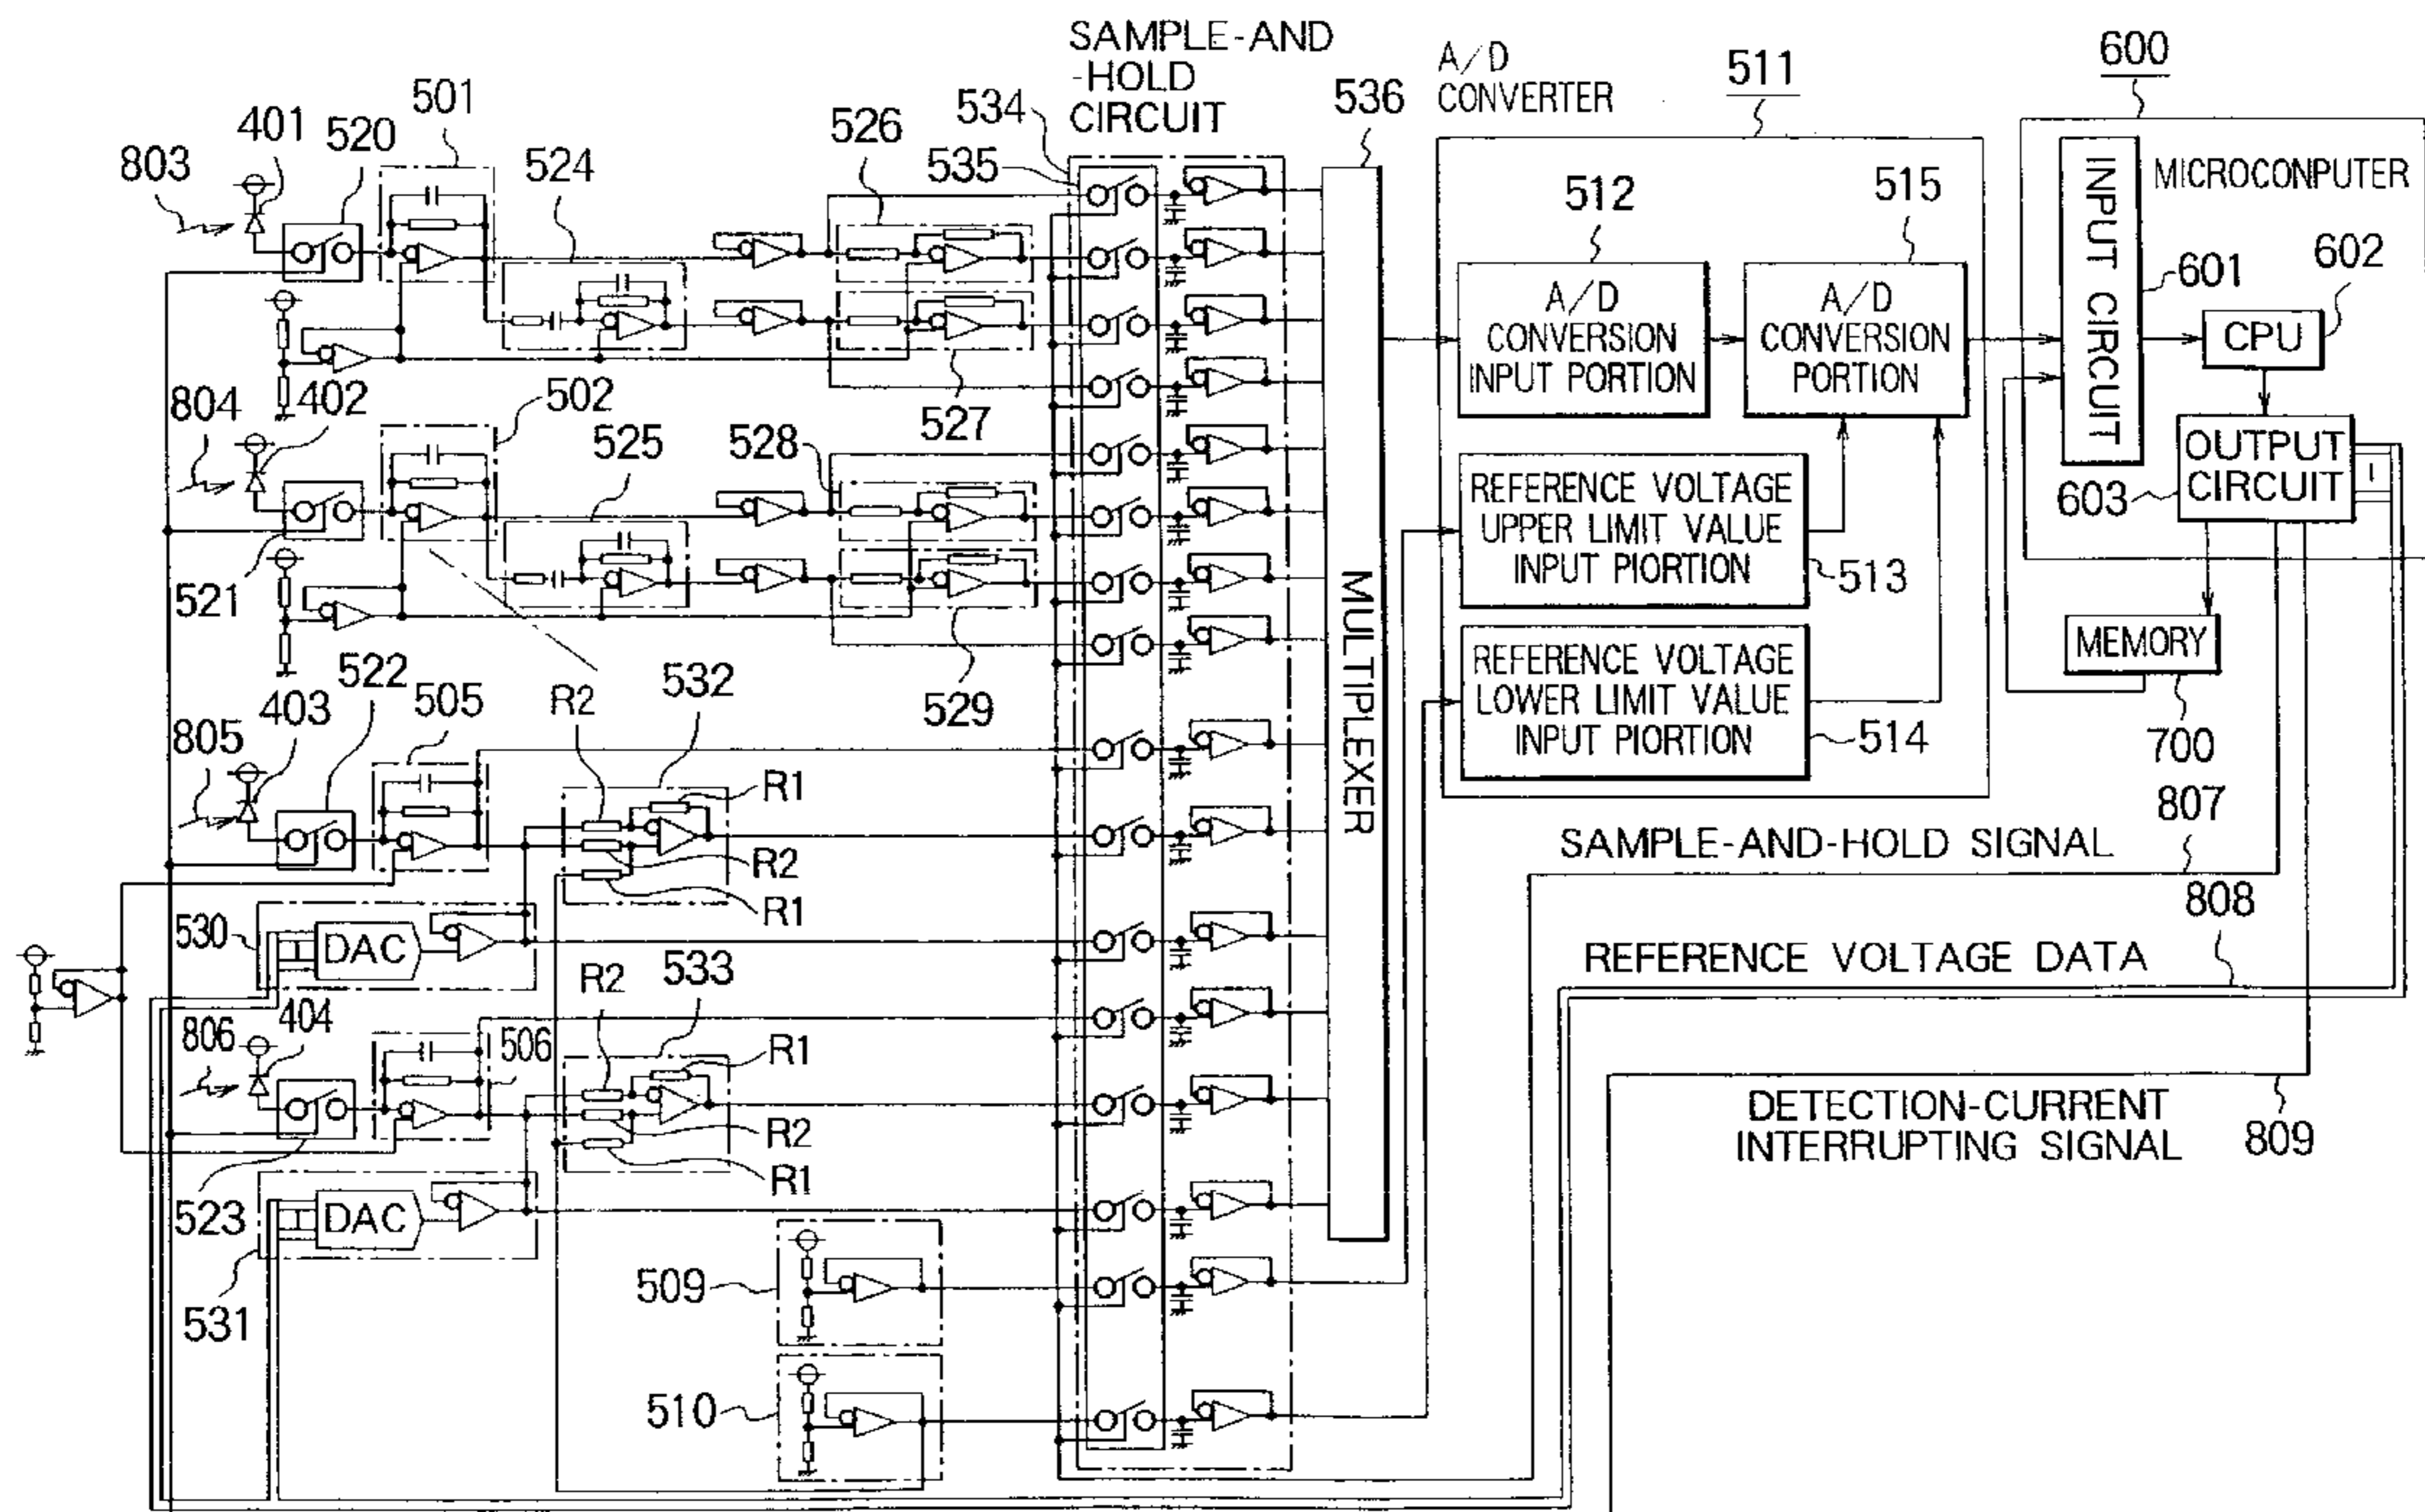 SAMPLE-AND
-HOLD
CIRCUIT
534
535
536
A/D
CONVERTER
511
600
501
401
520
803
524
526
512
515
INPUT CIRCUIT
MICROCONPUTER
601
602
A/D
CONVERSION
INPUT PORTION
A/D
CONVERSION
PORTION
CPU
804
402
502
525
528
527
521
REFERENCE VOLTAGE
UPPER LIMIT VALUE
INPUT PIORTION
513
OUTPUT
CIRCUIT
603
MULTIPLEXER
MEMORY
700
REFERENCE VOLTAGE
LOWER LIMIT VALUE
INPUT PIORTION
514
522
505
R2
532
529
805
403
R1
R2
R1
807
SAMPLE-AND-HOLD SIGNAL
808
REFERENCE VOLTAGE DATA
530
DAC
R2
533
806
404
506
R1
R2
R1
DETECTION-CURRENT
INTERRUPTING SIGNAL
809
523
DAC
531
509
510